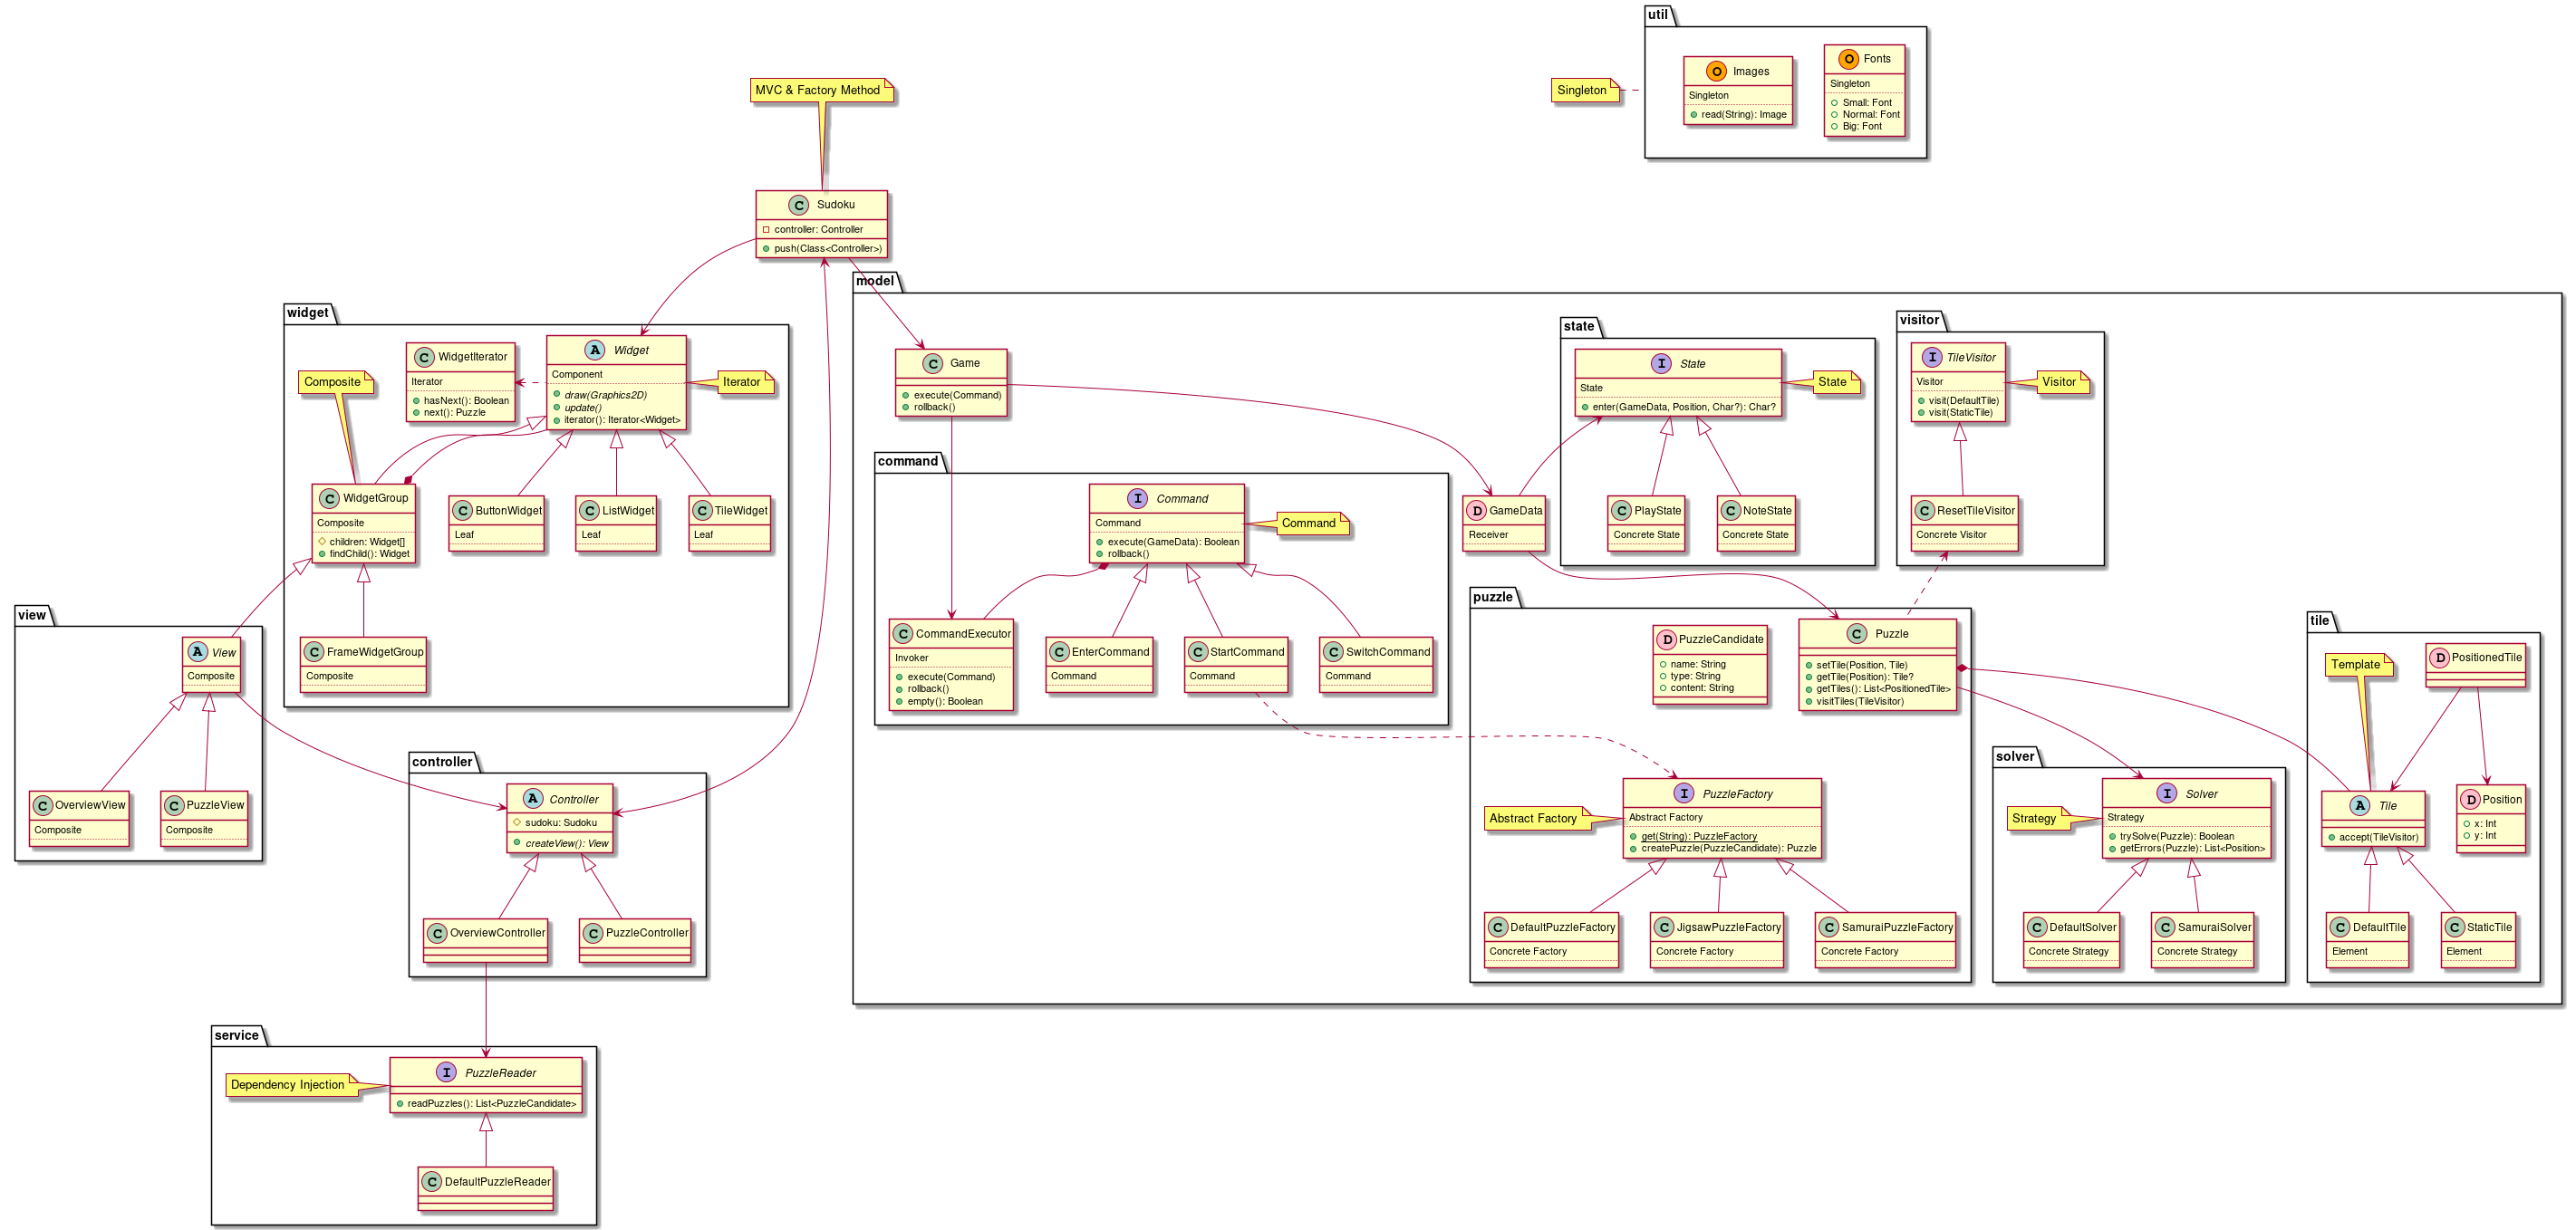 util
O Images
Singleton
read(String): Image
O Fonts
Singleton
Small: Font
Normal: Font
Big: Font
Singleton
MVC & Factory Method
C Sudoku
controller: Controller
push(Class<Controller>)
widget
C WidgetIterator
Iterator
hasNext(): Boolean
next(): Puzzle
A Widget
Component
draw(Graphics2D)
update()
iterator(): Iterator<Widget>
Iterator
Composite
C WidgetGroup
Composite
children: Widget[]
findChild(): Widget
C ButtonWidget
Leaf
C ListWidget
Leaf
C TileWidget
Leaf
C FrameWidgetGroup
Composite
view
A View
Composite
C OverviewView
Composite
C PuzzleView
Composite
controller
A Controller
sudoku: Sudoku
createView(): View
C OverviewController
C PuzzleController
service
Dependency Injection
I PuzzleReader
readPuzzles(): List<PuzzleCandidate>
C DefaultPuzzleReader
model
C Game
execute(Command)
rollback()
command
I Command
Command
execute(GameData): Boolean
rollback()
Command
C CommandExecutor
Invoker
execute(Command)
rollback()
empty(): Boolean
C EnterCommand
Command
C StartCommand
Command
C SwitchCommand
Command
D GameData
Receiver
state
I State
State
enter(GameData, Position, Char?): Char?
State
C PlayState
Concrete State
C NoteState
Concrete State
visitor
I TileVisitor
Visitor
visit(DefaultTile)
visit(StaticTile)
Visitor
C ResetTileVisitor
Concrete Visitor
puzzle
D PuzzleCandidate
name: String
type: String
content: String
C Puzzle
setTile(Position, Tile)
getTile(Position): Tile?
getTiles(): List<PositionedTile>
visitTiles(TileVisitor)
Abstract Factory
I PuzzleFactory
Abstract Factory
get(String): PuzzleFactory
createPuzzle(PuzzleCandidate): Puzzle
C DefaultPuzzleFactory
Concrete Factory
C JigsawPuzzleFactory
Concrete Factory
C SamuraiPuzzleFactory
Concrete Factory
solver
Strategy
I Solver
Strategy
trySolve(Puzzle): Boolean
getErrors(Puzzle): List<Position>
C DefaultSolver
Concrete Strategy
C SamuraiSolver
Concrete Strategy
tile
Template
D PositionedTile
A Tile
accept(TileVisitor)
D Position
x: Int
y: Int
C DefaultTile
Element
C StaticTile
Element